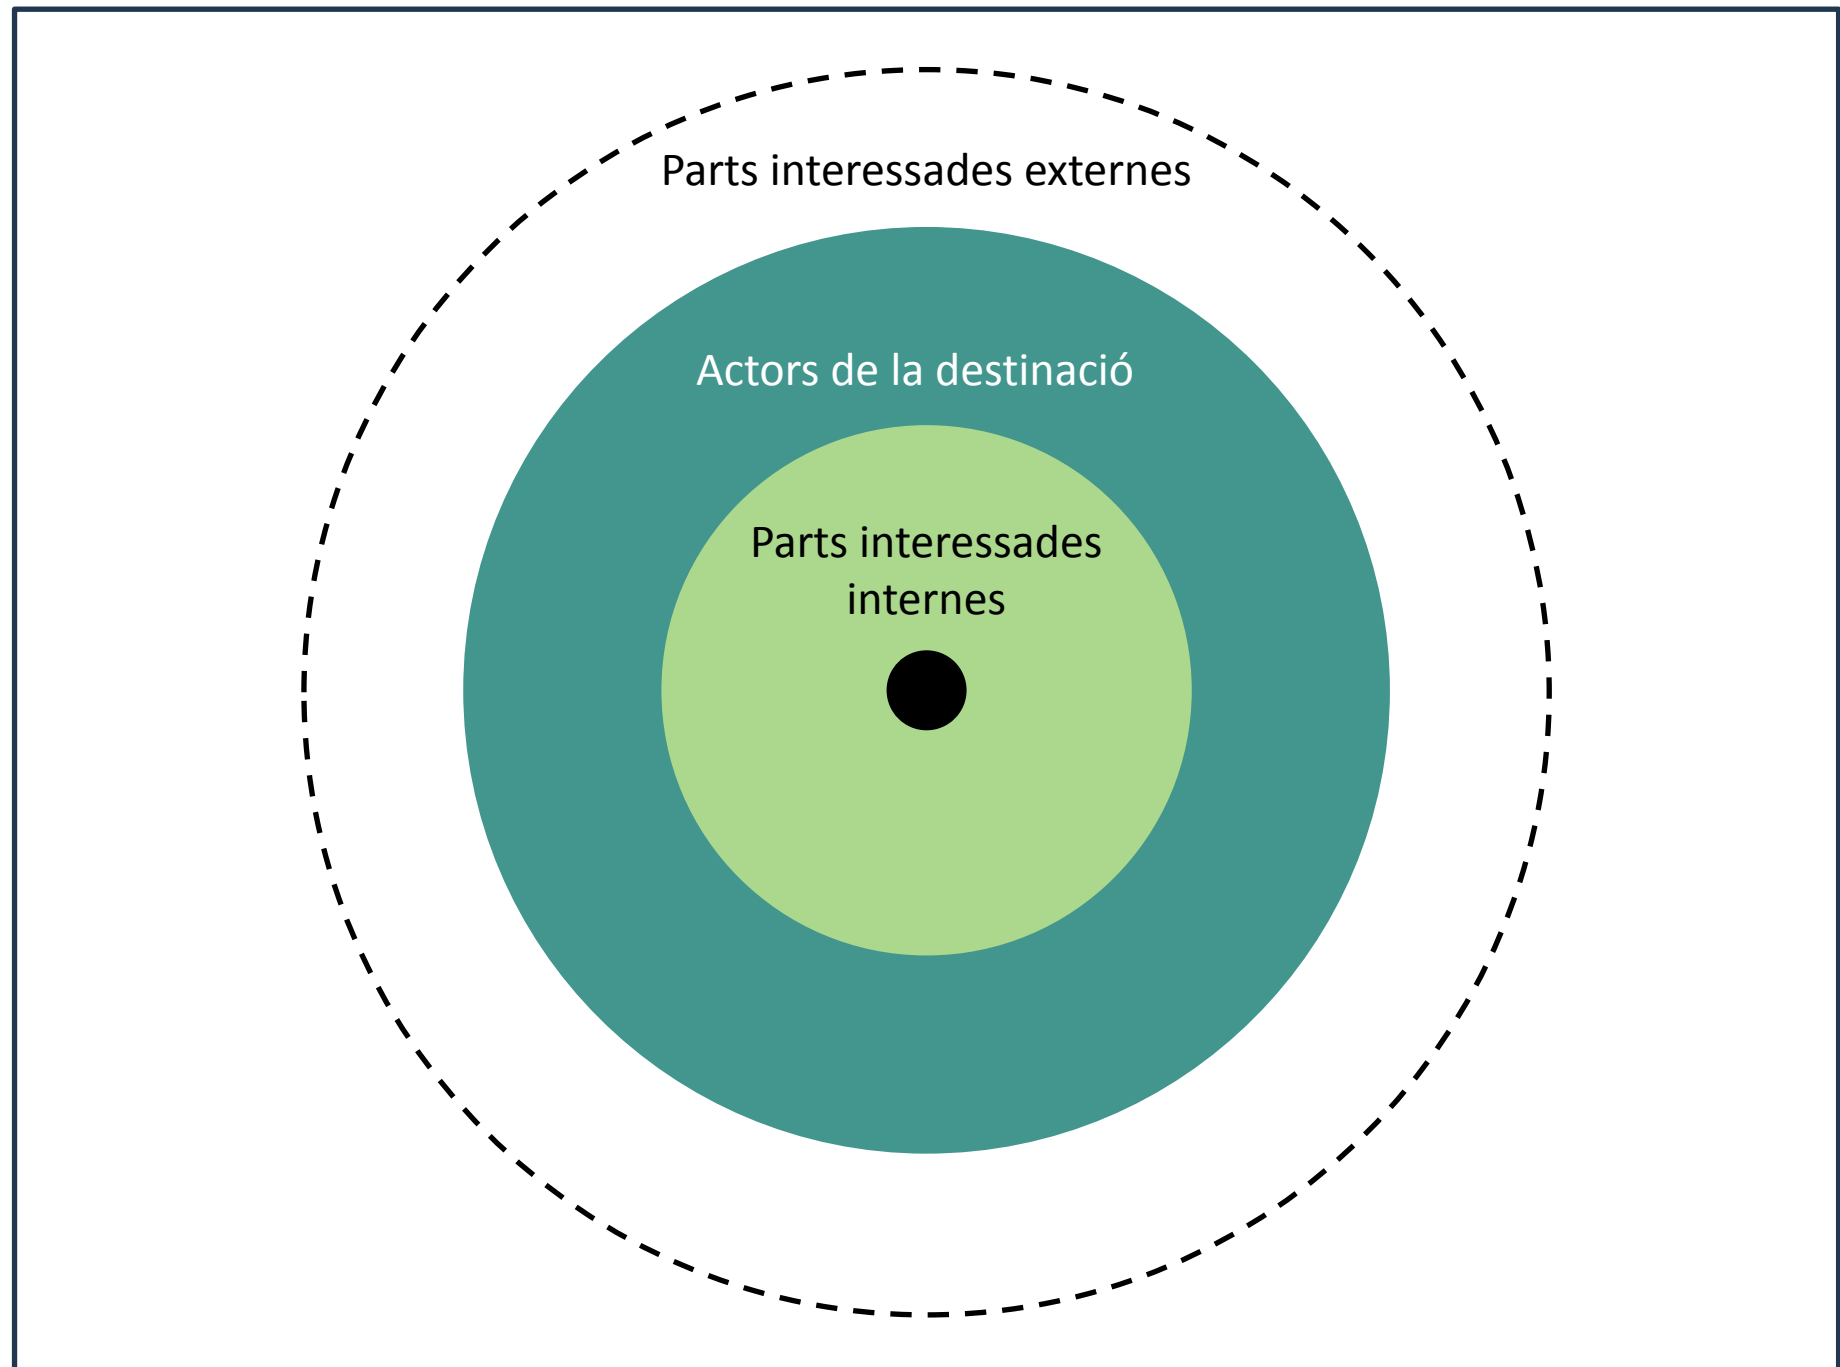 Parts interessades externes
Actors de la destinació
Parts interessades
internes